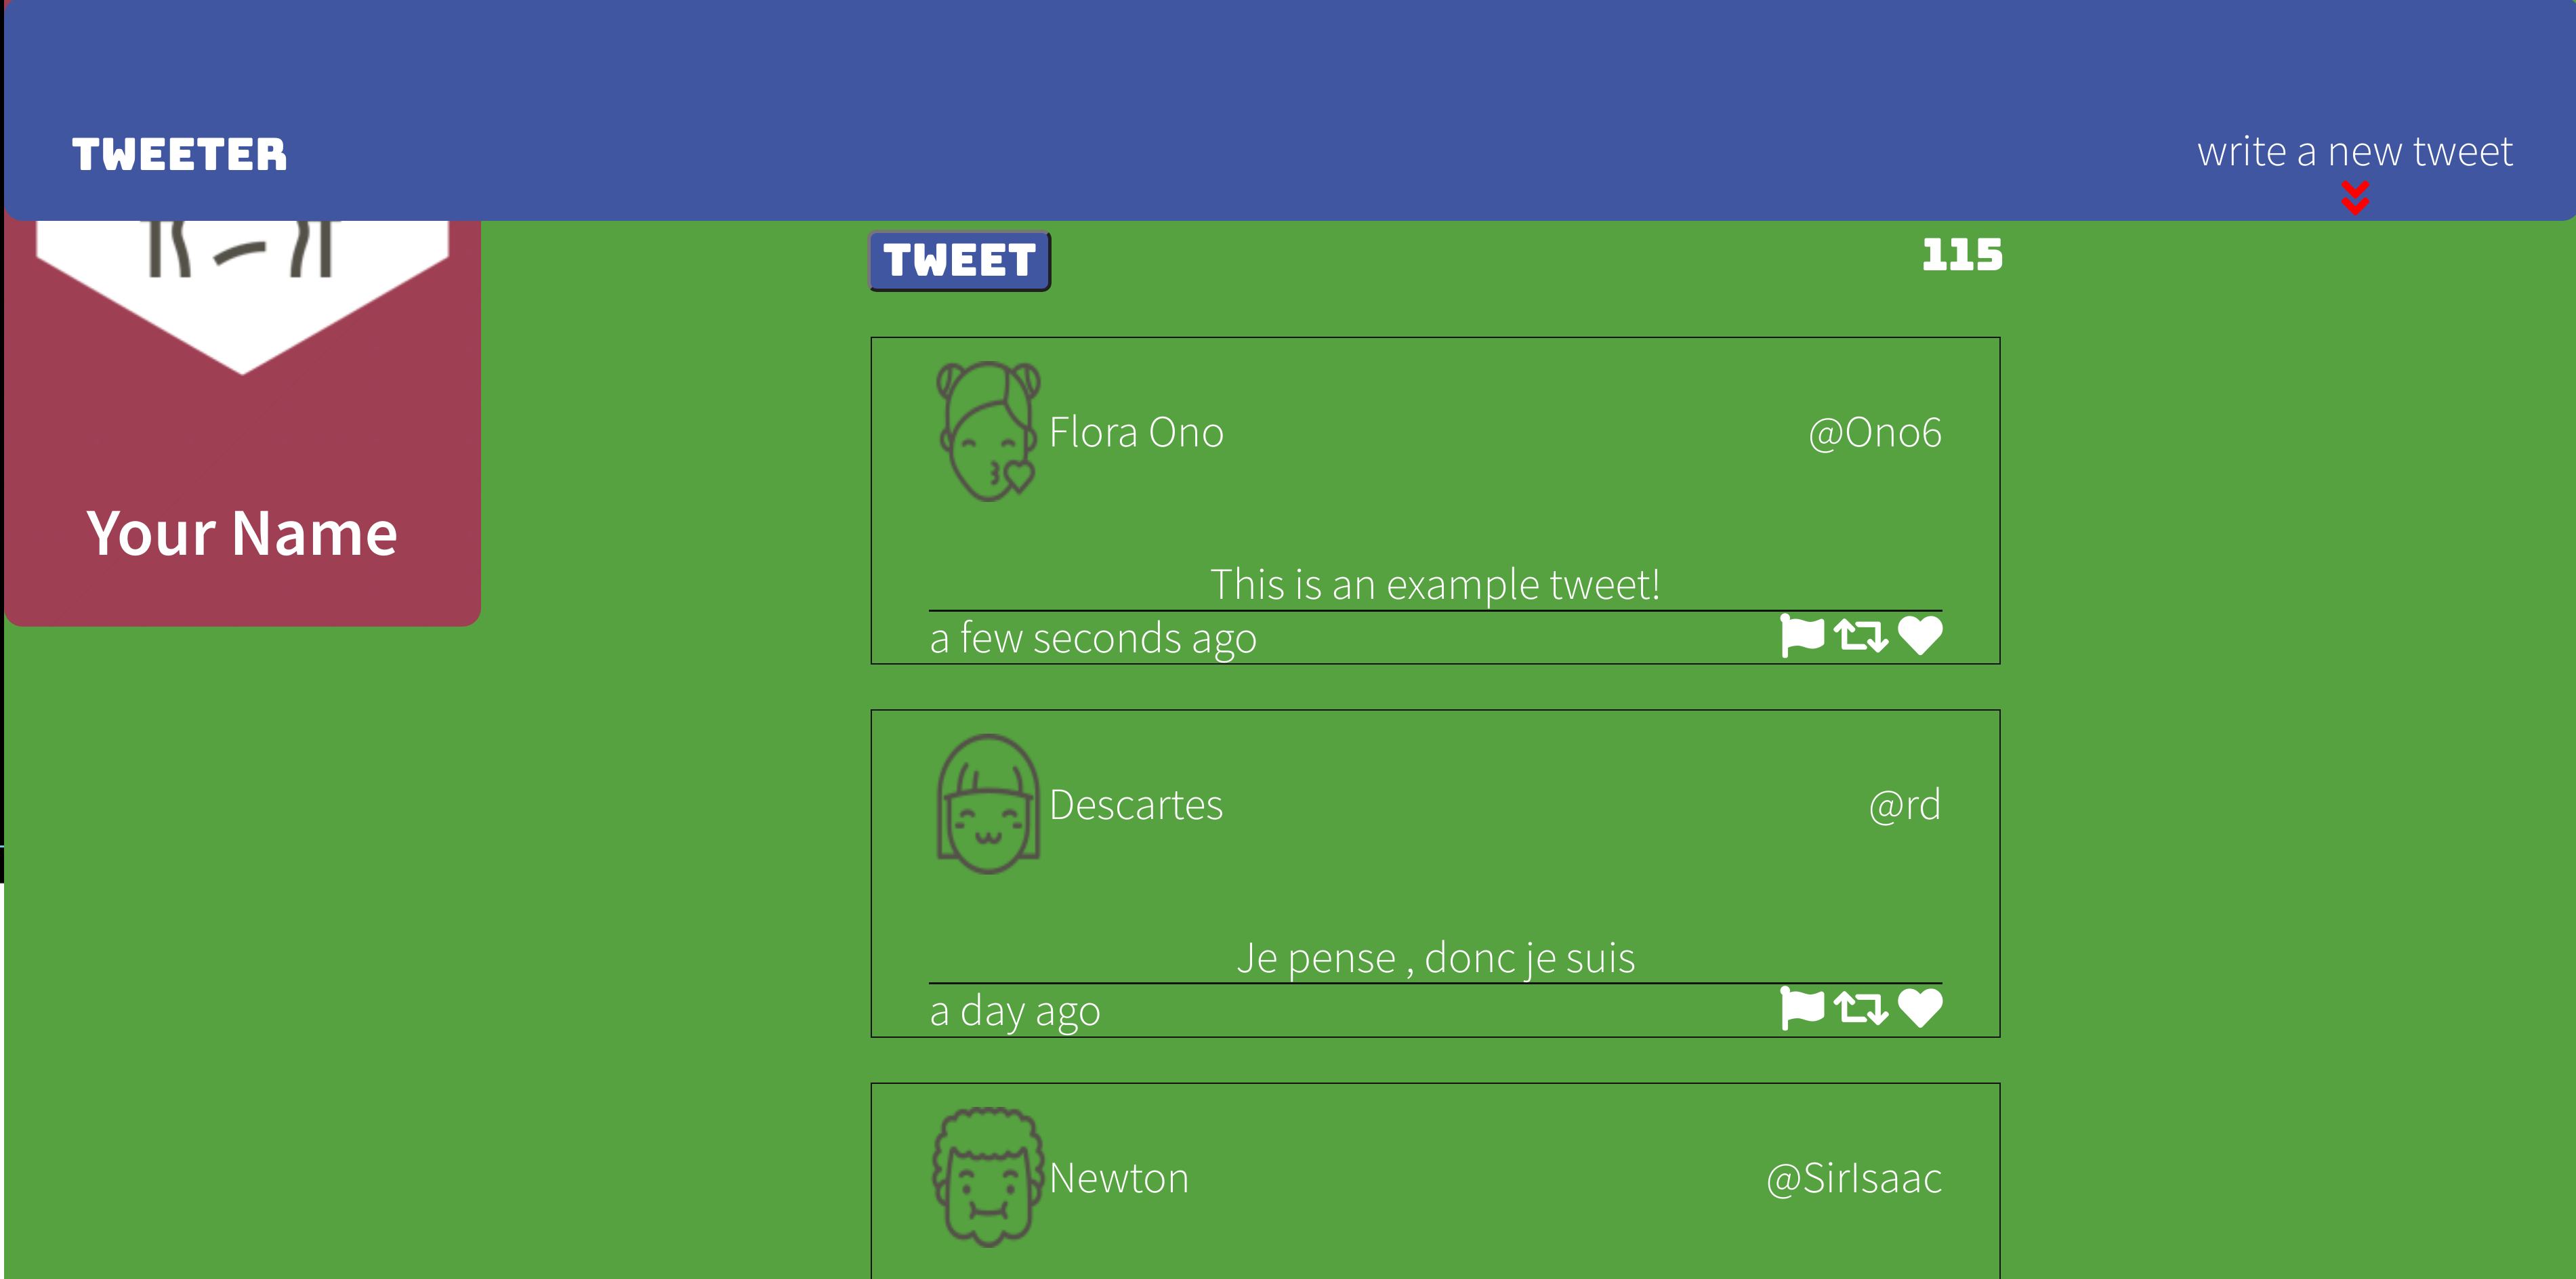 TWEETER
write a new tweet
TWEET
115
Your Name
Flora Ono
@Ono6
This is an example tweet!
a few seconds ago
Descartes
@rd
Je pense , donc je suis
a day ago
Newton
@SirIsaac